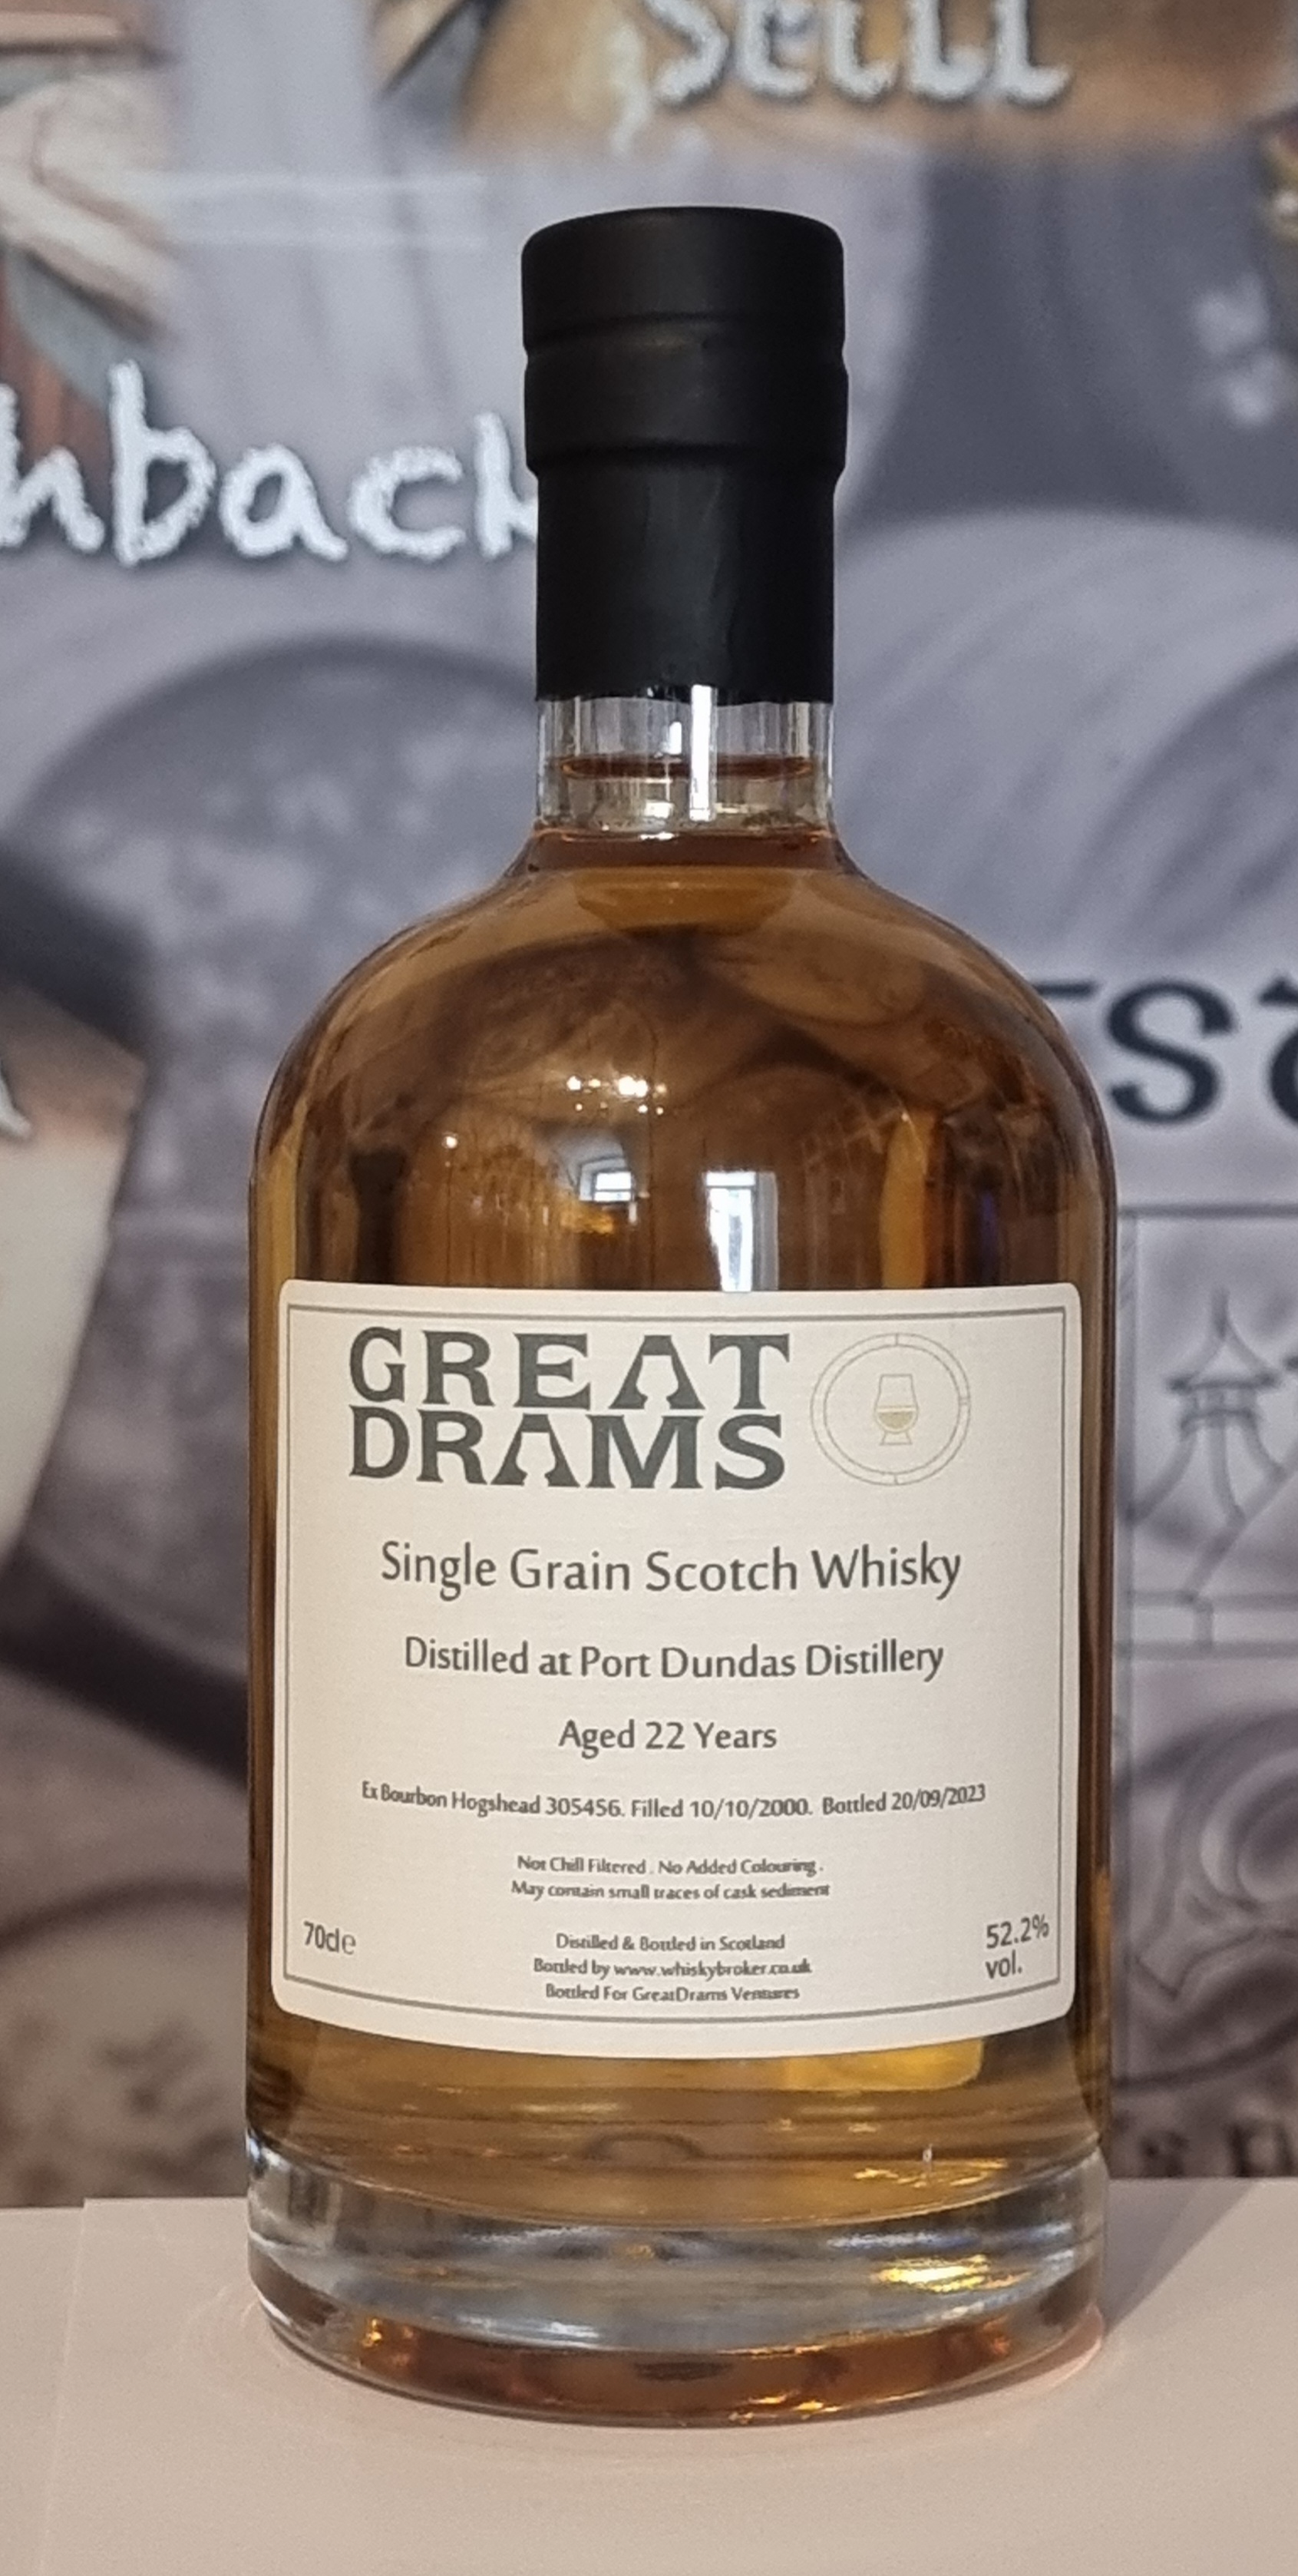 Still
GREAT
DRAMS
Single Grain Scotch Whisky
Distilled at Port Dundas Distillery
Aged 22 Years
Ex Bourbon Hogshead 305456. Filled 10/10/2000. Bottled 20/09/2023
Not Chill Filtered. No Added Colouring.
May contain small traces of cask sediment
70cl e
52.2%
vol.
Distilled & Bottled in Scotland
Bottled by www.whiskybroker.co.uk
Bottled For GreatDrams Ventures